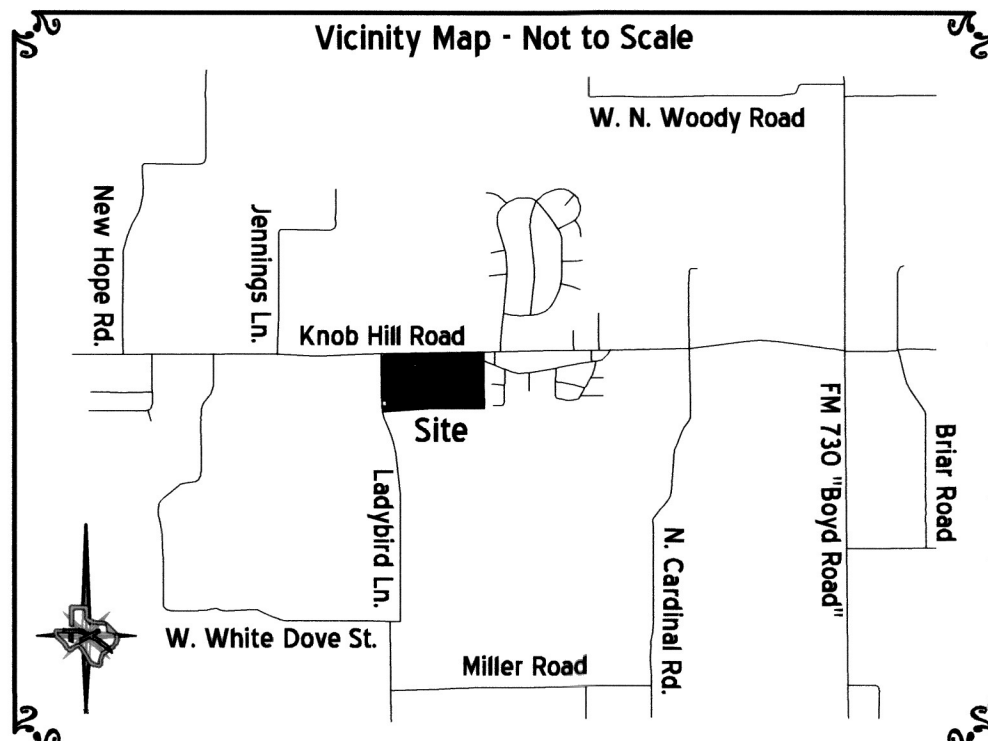 Vicinity Map - Not to Scale
W. N. Woody Road
New Hope Rd.
Jennings Ln.
Knob Hill Road
Site
Ladybird Ln.
FM 730 "Boyd Road"
Briar Road
N. Cardinal Rd.
W. White Dove St.
Miller Road